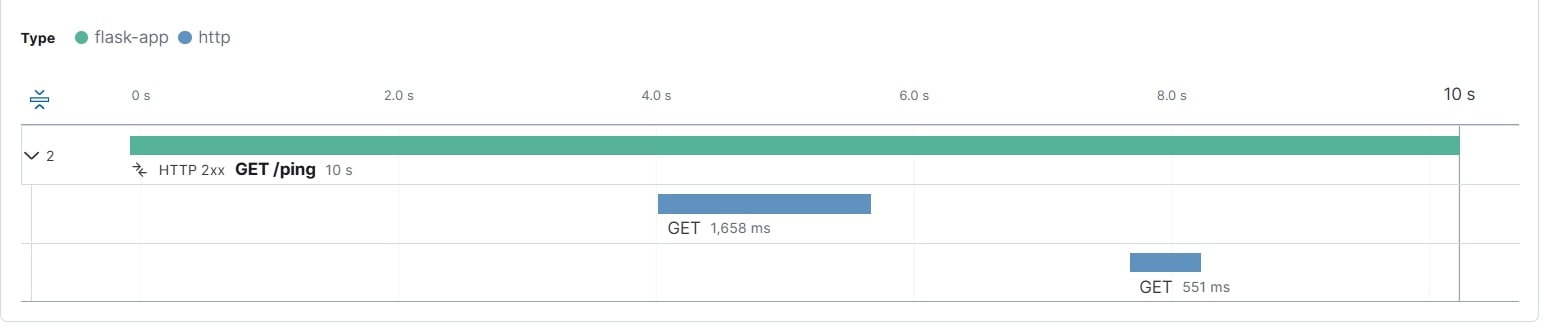 Type flask-app http
0 s 2.0 s 4.0 s 6.0 s 8.0 s 10 s
2
HTTP 2xx GET /ping 10 s
GET 1,658 ms
GET 551 ms